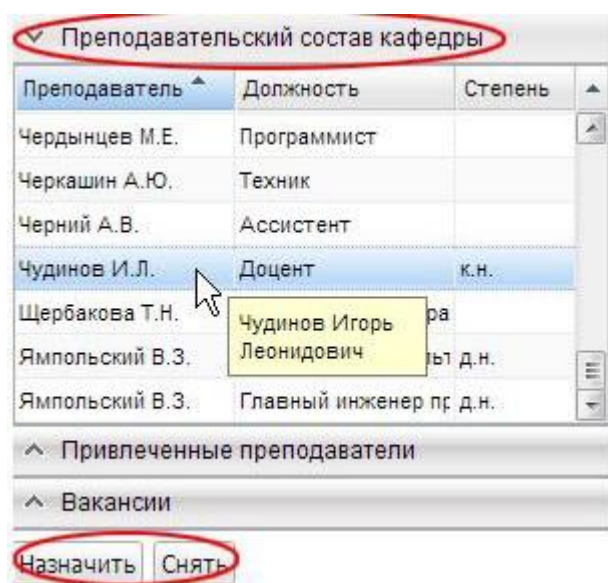 Преподавательский состав кафедры
Преподаватель Должность Степень
Чердынцев М.Е. Программист
Черкашин А.Ю. Техник
Черний А.В. Ассистент
Чудинов И.Л. Доцент к.н.
Щербакова Т.Н.
Чудинов Игорь
Леонидович
Ямпольский В.З. д.н.
Ямпольский В.З. Главный инженер пр д.н.
Привлеченные преподаватели
Вакансии
Назначить Снять